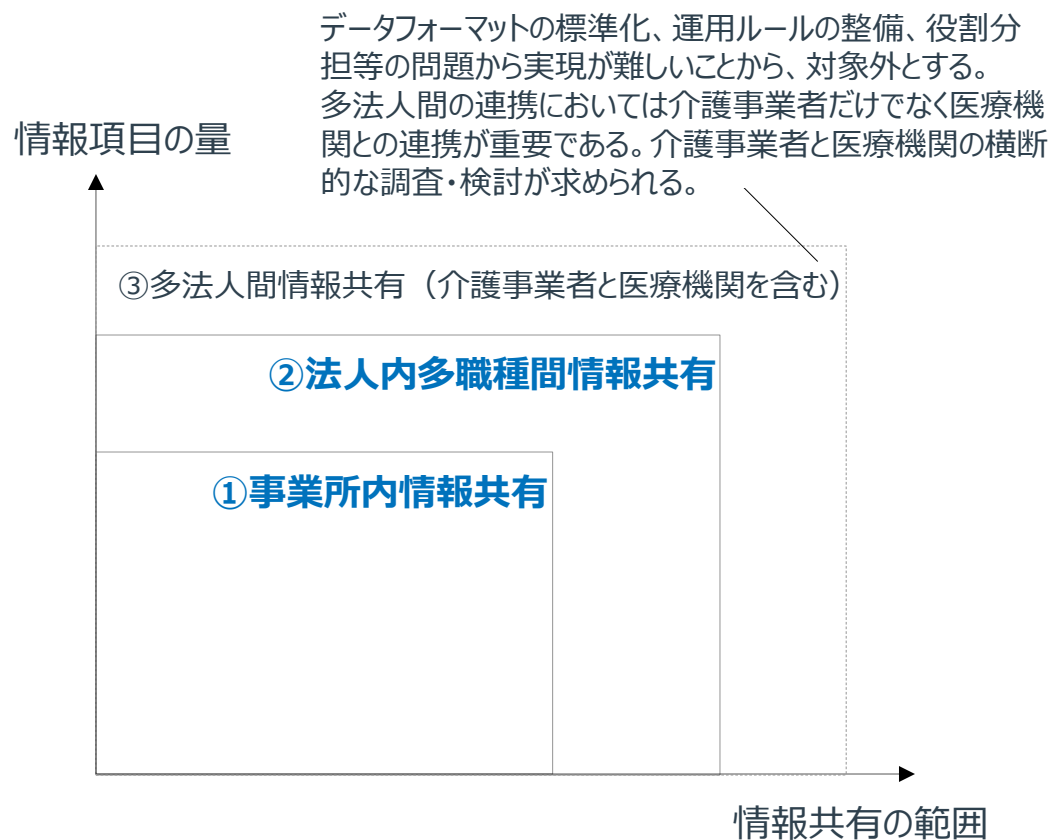 データフォーマットの標準化、運用ルールの整備、役割分
担等の問題から実現が難しいことから、対象外とする。
多法人間の連携においては介護事業者だけでなく医療機
関との連携が重要である。介護事業者と医療機関の横断
的な調査・検討が求められる。
情報項目の量
③多法人間情報共有（介護事業者と医療機関を含む）
②法人内多職種間情報共有
①事業所内情報共有
情報共有の範囲